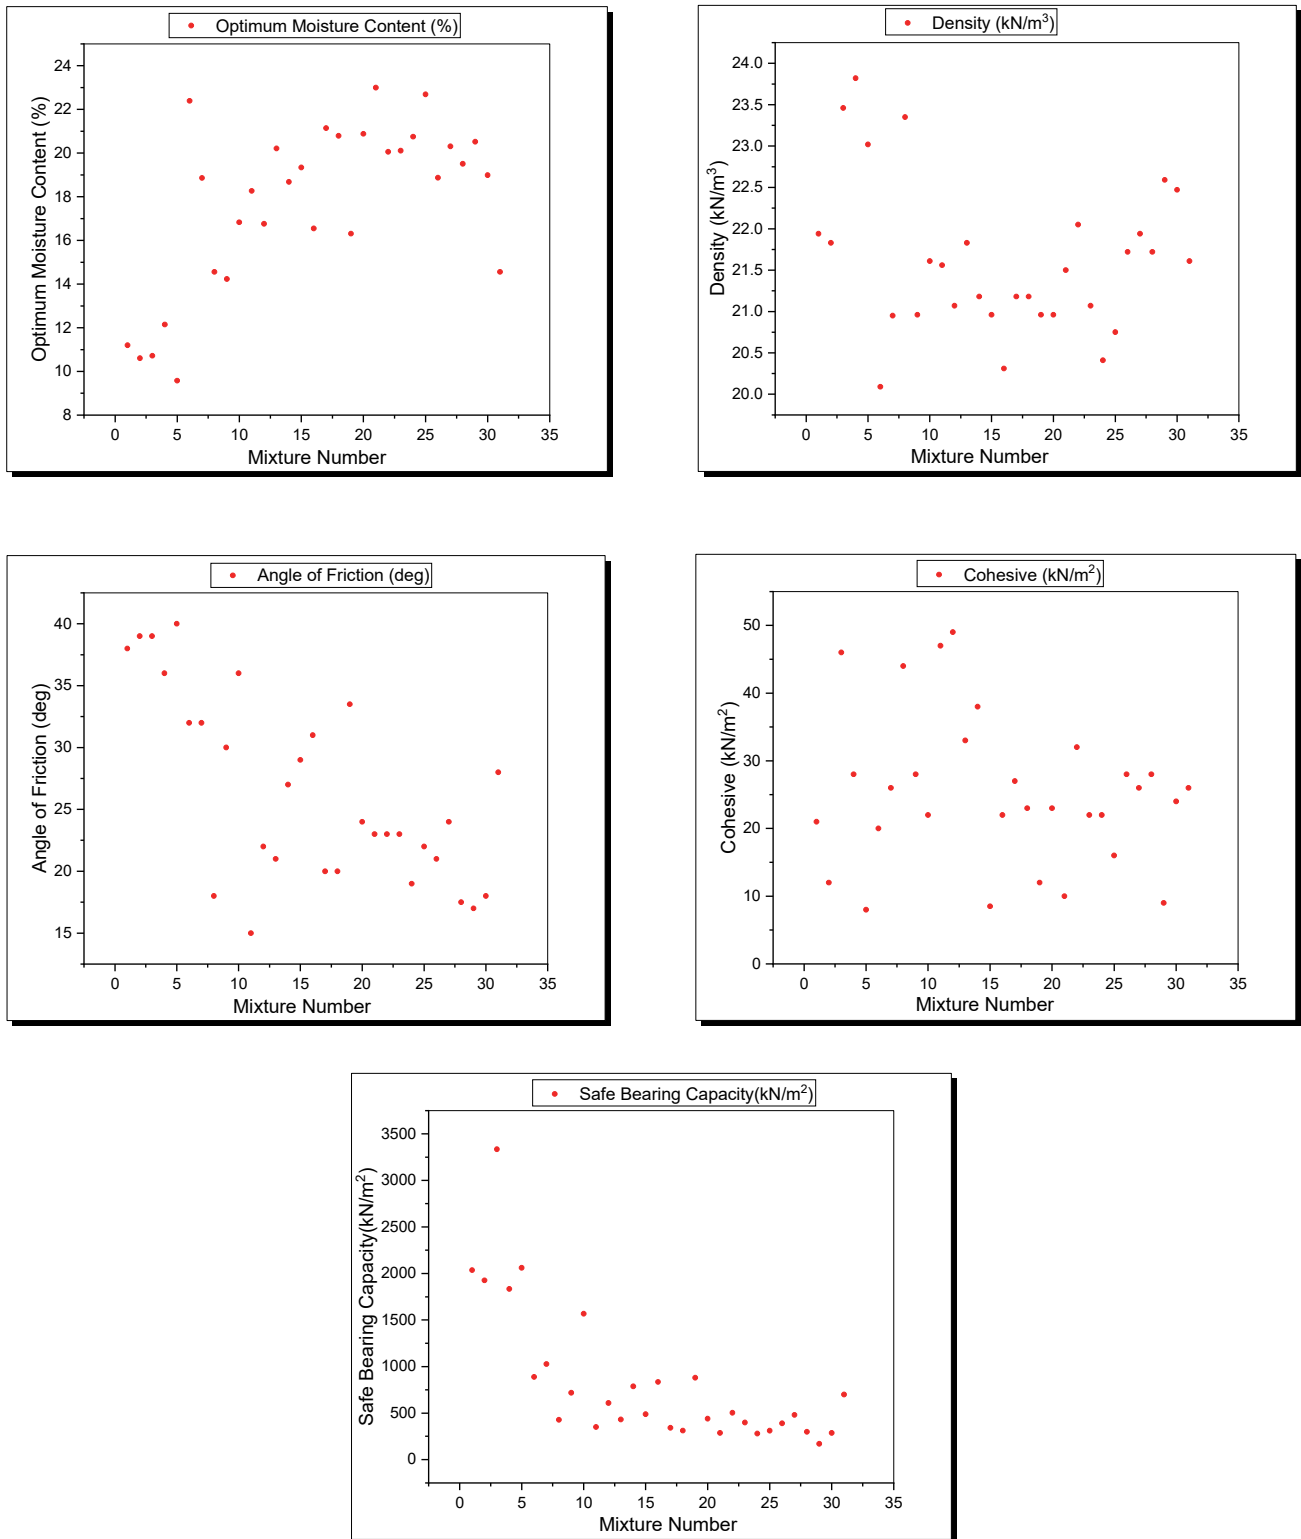 Optimum Moisture Content (%)
Optimum Moisture Content (%)
24
22
20
18
16
14
12
10
8
0 5 10 15 20 25 30 35
Mixture Number
Density (kN/m³)
Density (kN/m³)
24.0
23.5
23.0
22.5
22.0
21.5
21.0
20.5
20.0
0 5 10 15 20 25 30 35
Mixture Number
Angle of Friction (deg)
Angle of Friction (deg)
40
35
30
25
20
15
0 5 10 15 20 25 30 35
Mixture Number
Cohesive (kN/m²)
Cohesive (kN/m²)
50
40
30
20
10
0
0 5 10 15 20 25 30 35
Mixture Number
Safe Bearing Capacity(kN/m²)
Safe Bearing Capacity(kN/m²)
3500
3000
2500
2000
1500
1000
500
0
0 5 10 15 20 25 30 35
Mixture Number